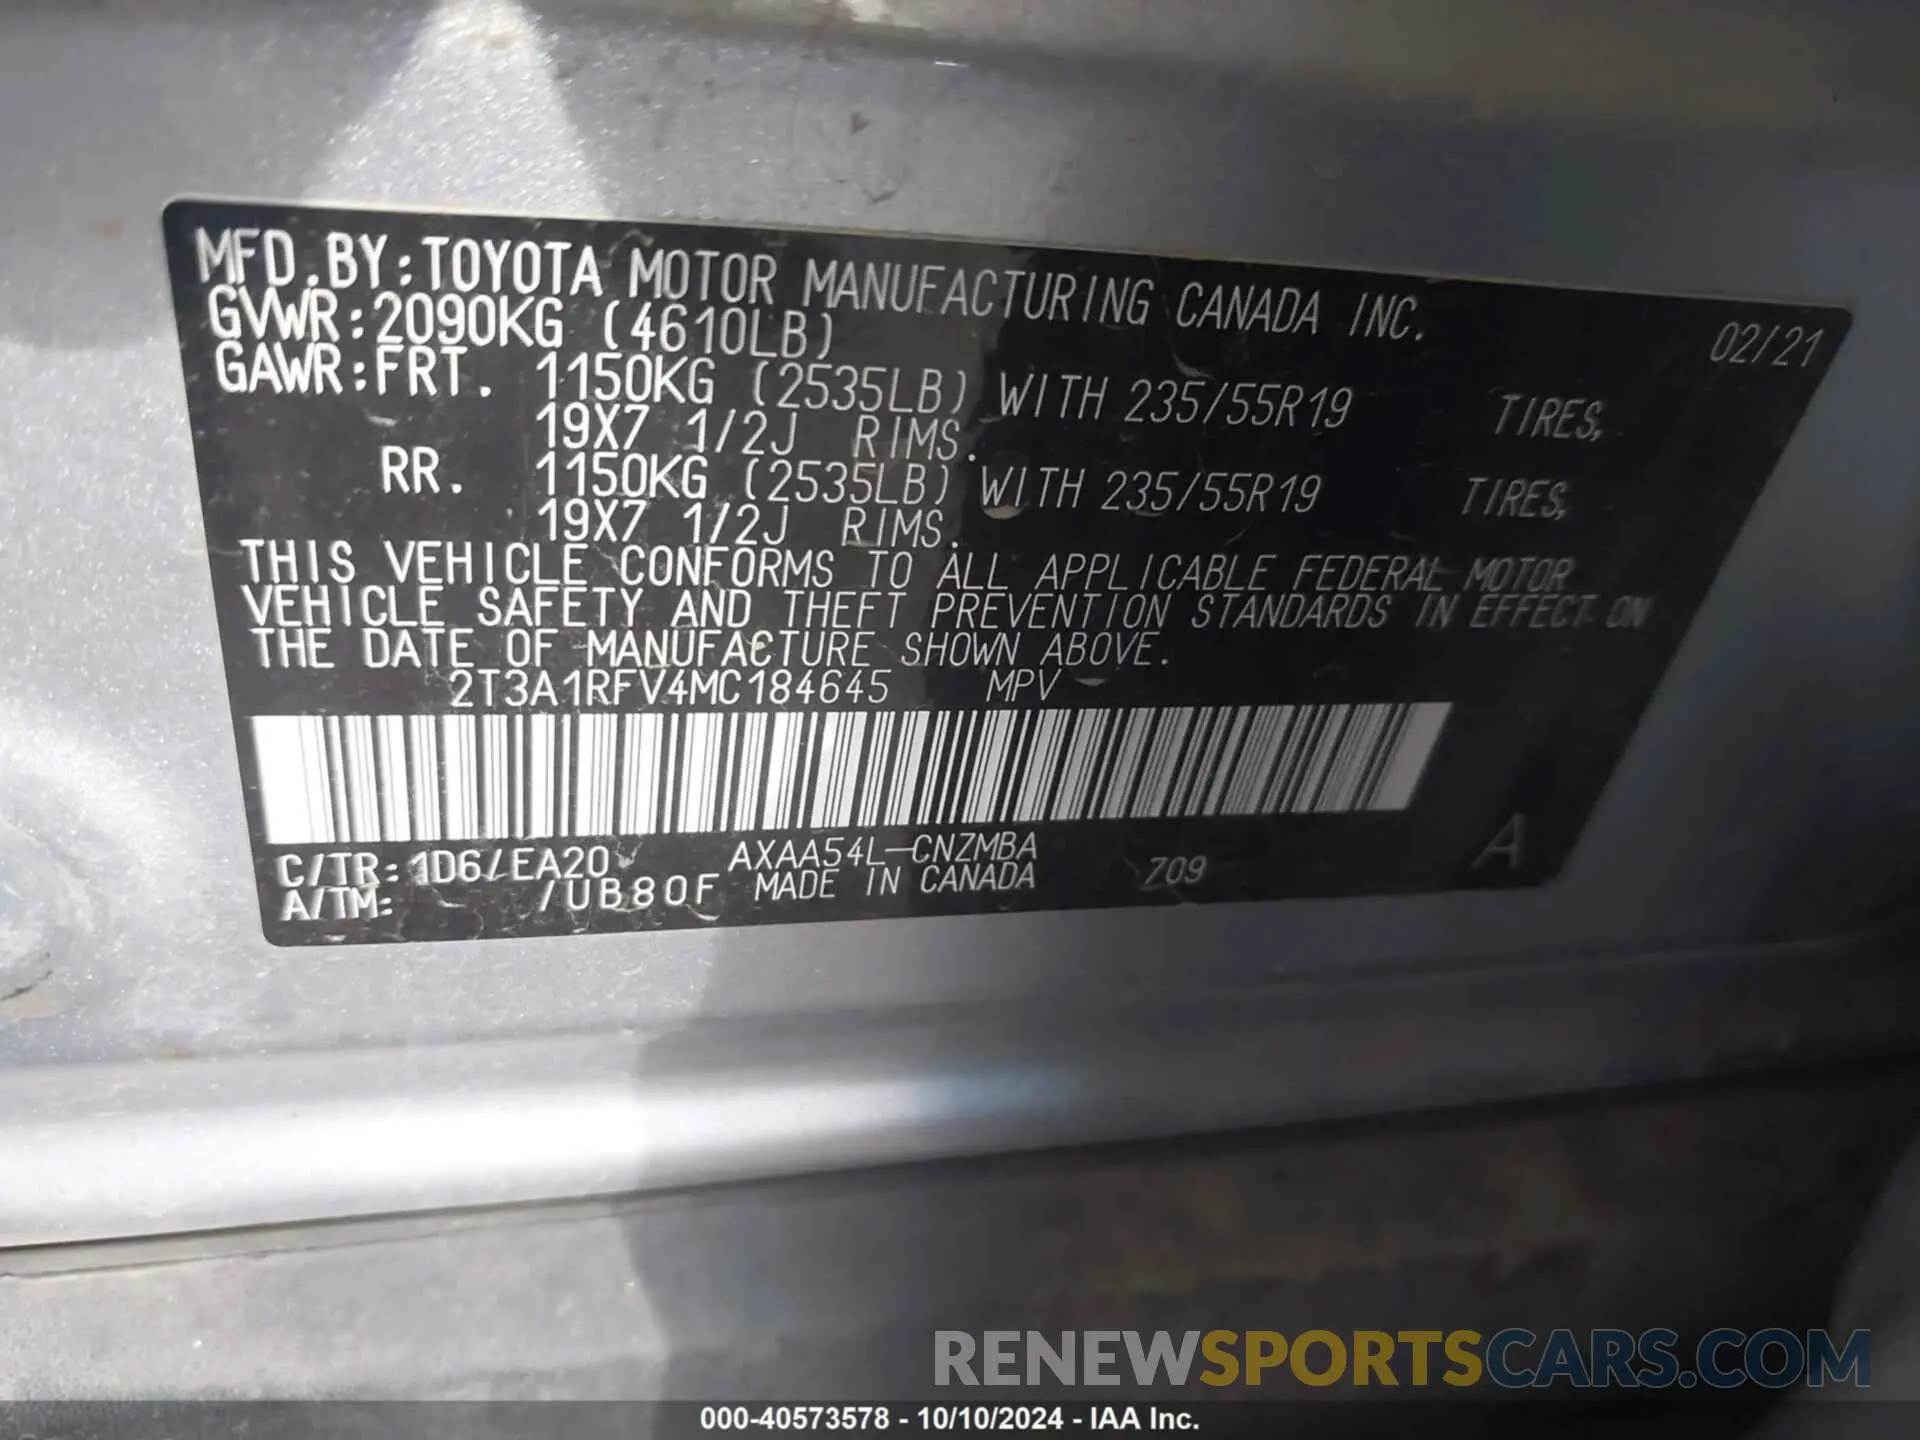 MFD.BY:TOYOTA MOTOR MANUFACTURING CANADA INC. 02/21
GVWR:2090KG (4610LB)
GAWR:FRT. 1150KG (2535LB) WITH 235/55R19 TIRES,
19X7 1/2J RIMS.
RR. 1150KG (2535LB) WITH 235/55R19 TIRES,
19X7 1/2J RIMS.
THIS VEHICLE CONFORMS TO ALL APPLICABLE FEDERAL MOTOR
VEHICLE SAFETY AND THEFT PREVENTION STANDARDS IN EFFECT ON
THE DATE OF MANUFACTURE SHOWN ABOVE.
2T3A1RFV4MC184645 MPV
C/TR:1D6/EA20 AXAA54L-CNZMBA A
A/TM: /UB80F MADE IN CANADA Z09
RENEWSPORTSCARS.COM
000-40573578 - 10/10/2024 - IAA Inc.